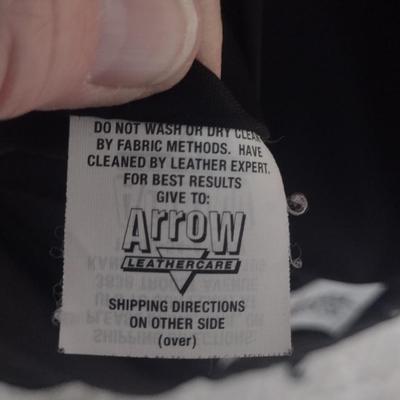 DO NOT WASH OR DRY CLEAN
BY FABRIC METHODS. HAVE
CLEANED BY LEATHER EXPERT.
FOR BEST RESULTS
GIVE TO:
ArroW
LEATHERCARE
SHIPPING DIRECTIONS
ON OTHER SIDE
(over)